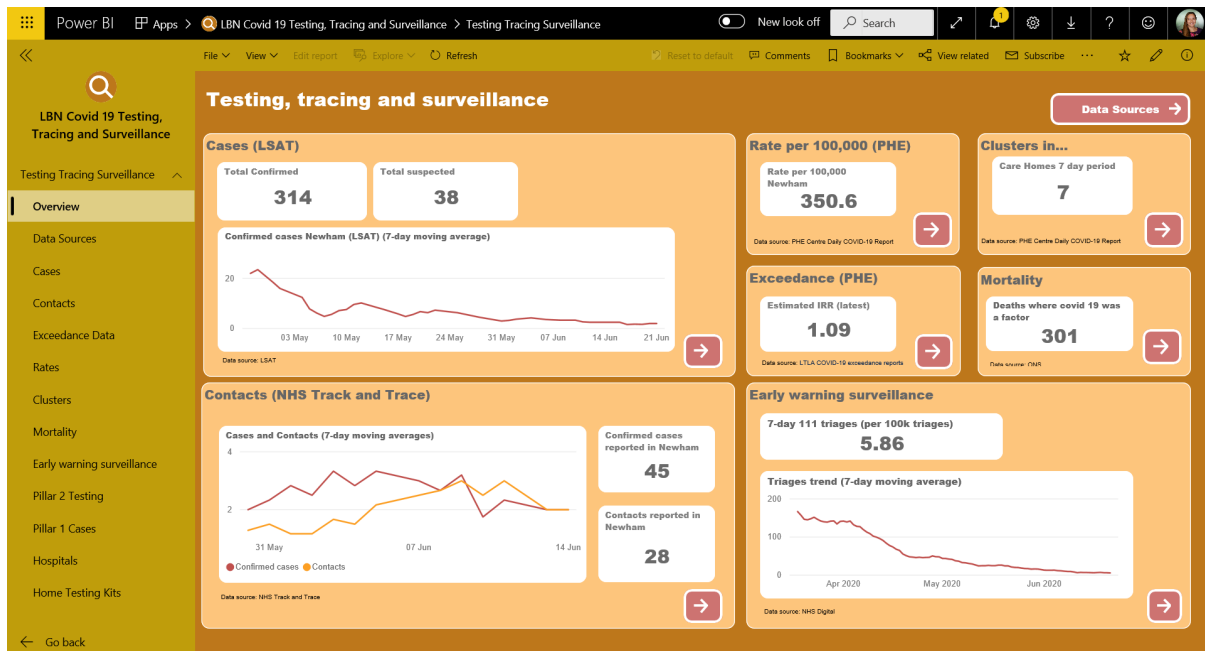 Power BI Apps > LBN Covid 19 Testing, Tracing and Surveillance > Testing Tracing Surveillance New look off Search 1
File View Edit report Explore Refresh Reset to default Comments Bookmarks View related Subscribe ...
LBN Covid 19 Testing,
Tracing and Surveillance
Testing Tracing Surveillance
Overview
Data Sources
Cases
Contacts
Exceedance Data
Rates
Clusters
Mortality
Early warning surveillance
Pillar 2 Testing
Pillar 1 Cases
Hospitals
Home Testing Kits
Go back
Testing, tracing and surveillance
Data Sources
Cases (LSAT)
Total Confirmed
314
Total suspected
38
Confirmed cases Newham (LSAT) (7-day moving average)
20
0
03 May 10 May 17 May 24 May 31 May 07 Jun 14 Jun 21 Jun
Data source: LSAT
Rate per 100,000 (PHE)
Rate per 100,000
Newham
350.6
Data source: PHE Centre Daily COVID-19 Report
Clusters in...
Care Homes 7 day period
7
Data source: PHE Centre Daily COVID-19 Report
Exceedance (PHE)
Estimated IRR (latest)
1.09
Data source: LTLA COVID-19 exceedance reports
Mortality
Deaths where covid 19 was
a factor
301
Data source: ONS
Contacts (NHS Track and Trace)
Cases and Contacts (7-day moving averages)
4
2
31 May 07 Jun 14 Jun
Confirmed cases Contacts
Confirmed cases
reported in Newham
45
Contacts reported in
Newham
28
Data source: NHS Track and Trace
Early warning surveillance
7-day 111 triages (per 100k triages)
5.86
Triages trend (7-day moving average)
200
100
0
Apr 2020 May 2020 Jun 2020
Data source: NHS Digital